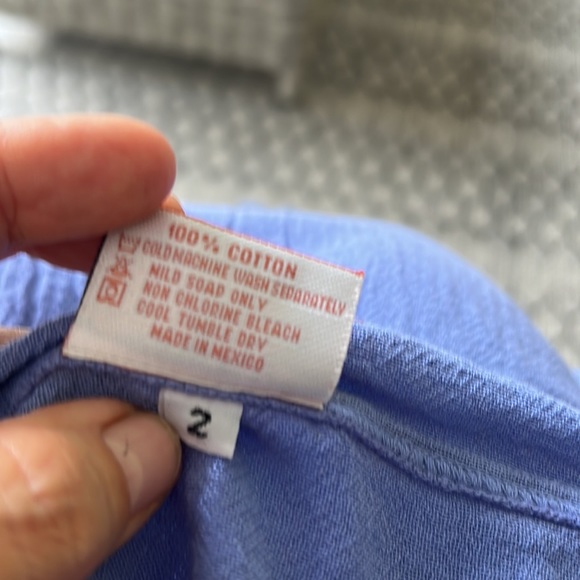 100% COTTON
COLD MACHINE WASH SEPARATELY
MILD SOAP ONLY
NON CHLORINE BLEACH
COOL TUMBLE DRY
MADE IN MEXICO
2